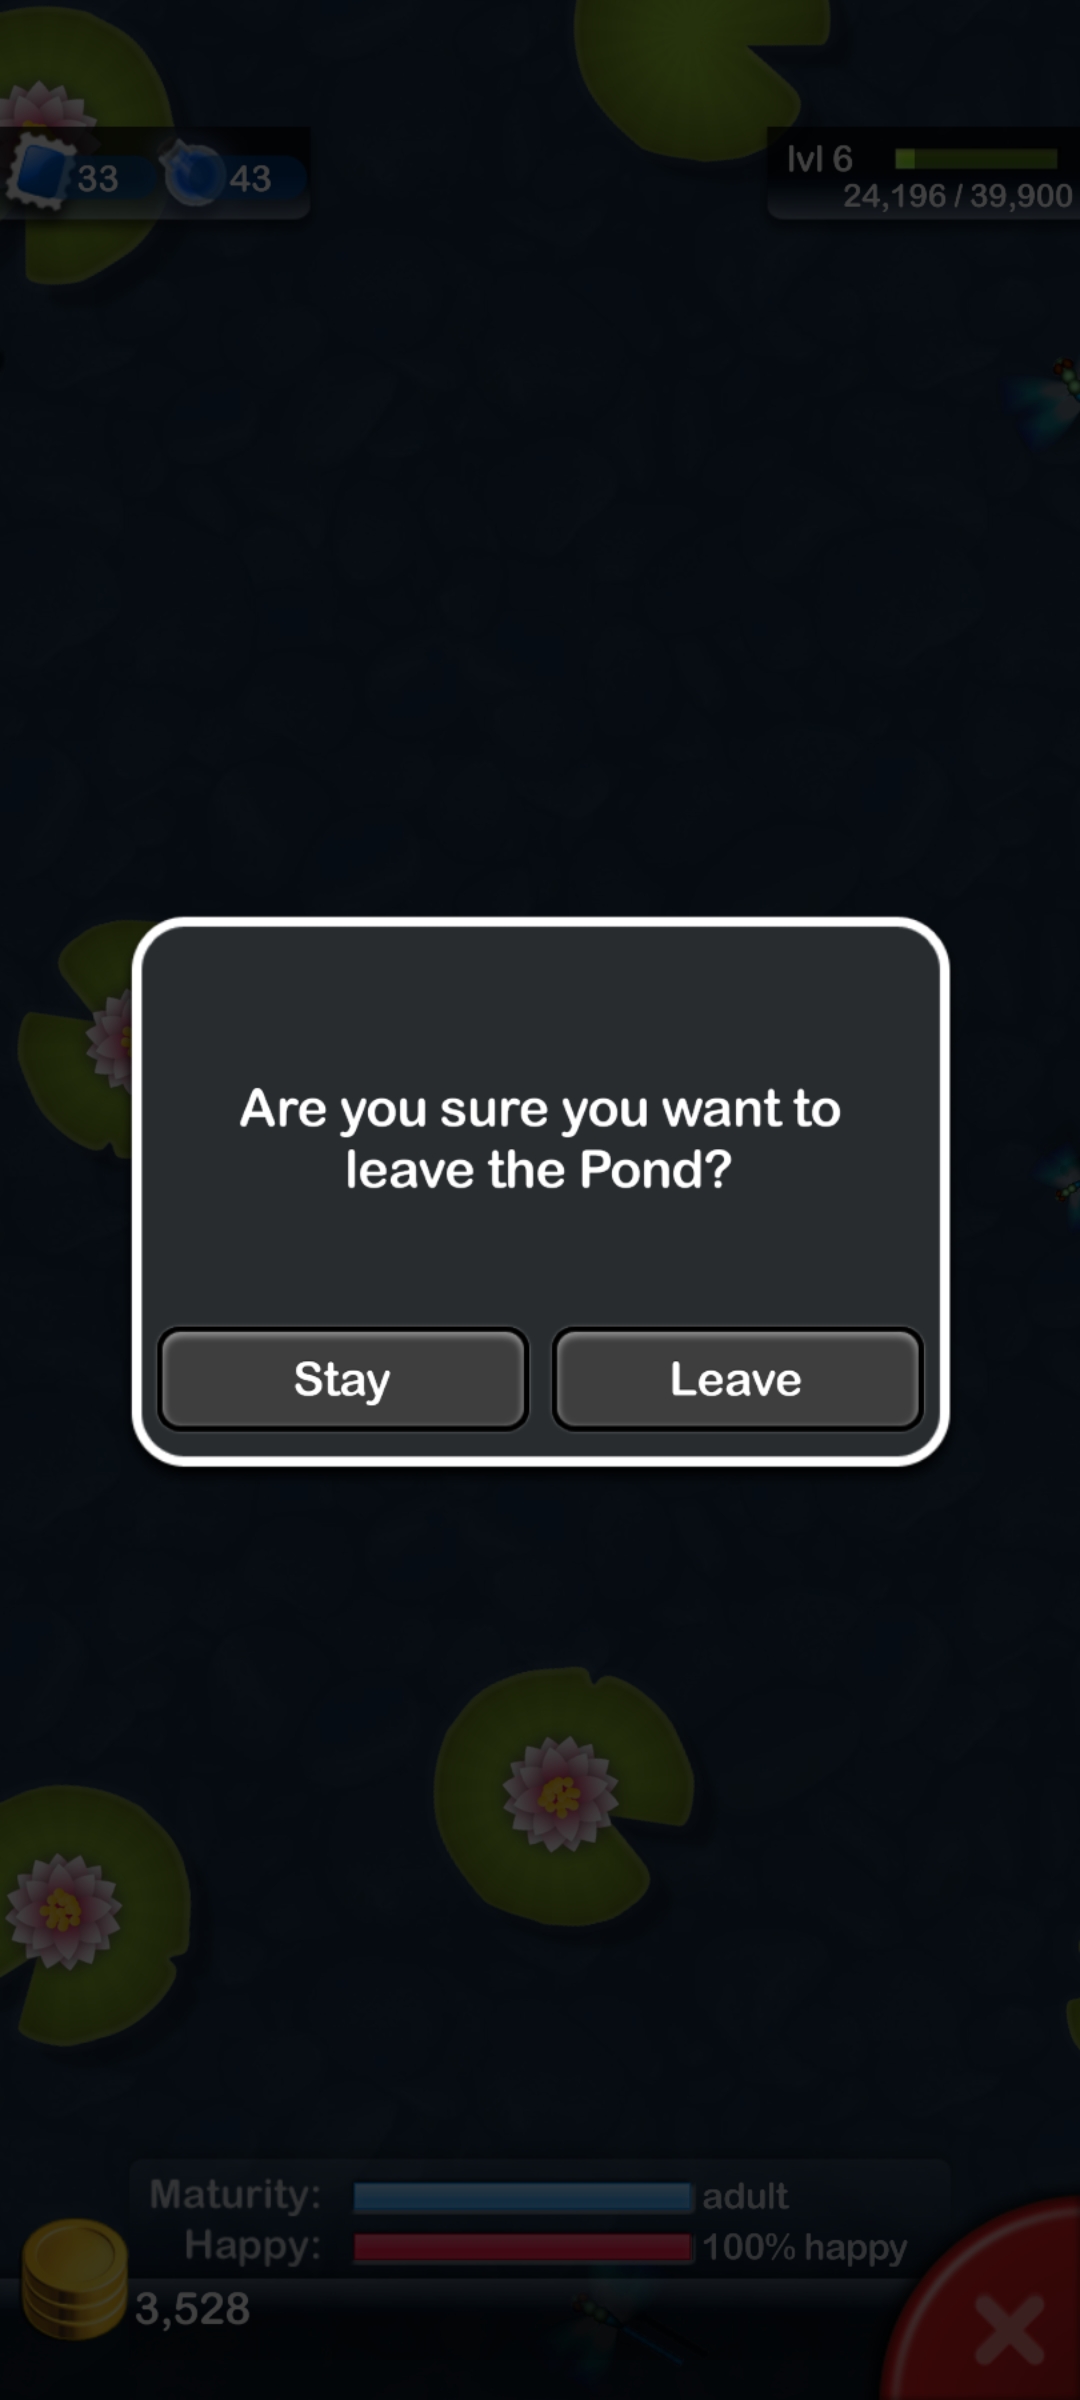 33 43
lvl 6
24,196 / 39,900
Are you sure you want to
leave the Pond?
Stay Leave
Maturity: adult
Happy: 100% happy
3,528